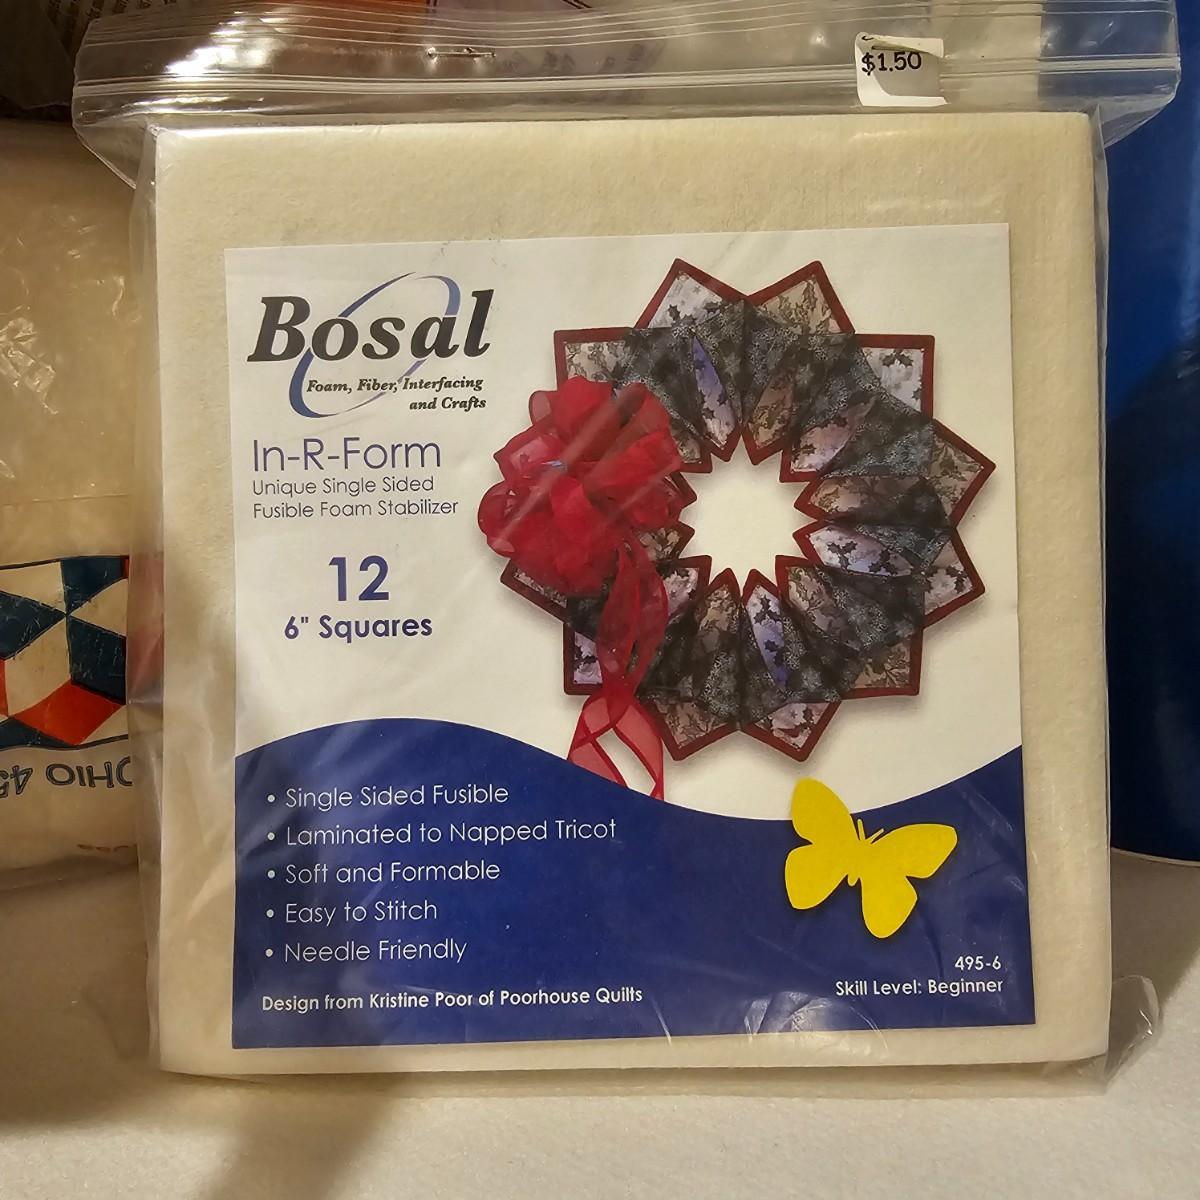 $1.50
Bosal
Foam, Fiber, Interfacing
and Crafts
In-R-Form
Unique Single Sided
Fusible Foam Stabilizer
12
6" Squares
• Single Sided Fusible
• Laminated to Napped Tricot
• Soft and Formable
• Easy to Stitch
• Needle Friendly
Design from Kristine Poor of Poorhouse Quilts
495-6
Skill Level: Beginner
OHIO 45